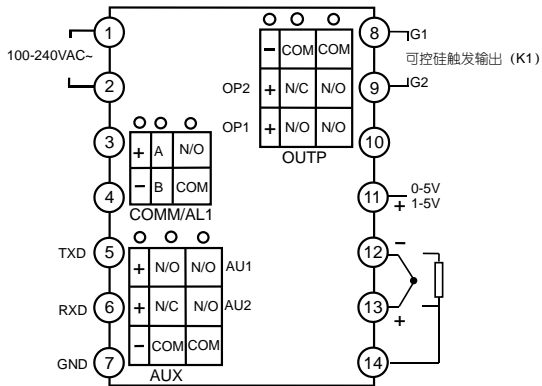 1
100-240VAC~
2
3
4
TXD 5
RXD 6
GND 7
− COM COM
OP2 + N/C N/O
OP1 + N/O N/O
OUTP
+ A N/O
− B COM
COMM/AL1
+ N/O N/O AU1
+ N/C N/O AU2
− COM COM
AUX
8 G1
可控硅触发输出 (K1)
9 G2
10
11 0-5V
+ 1-5V
12 −
13 +
14